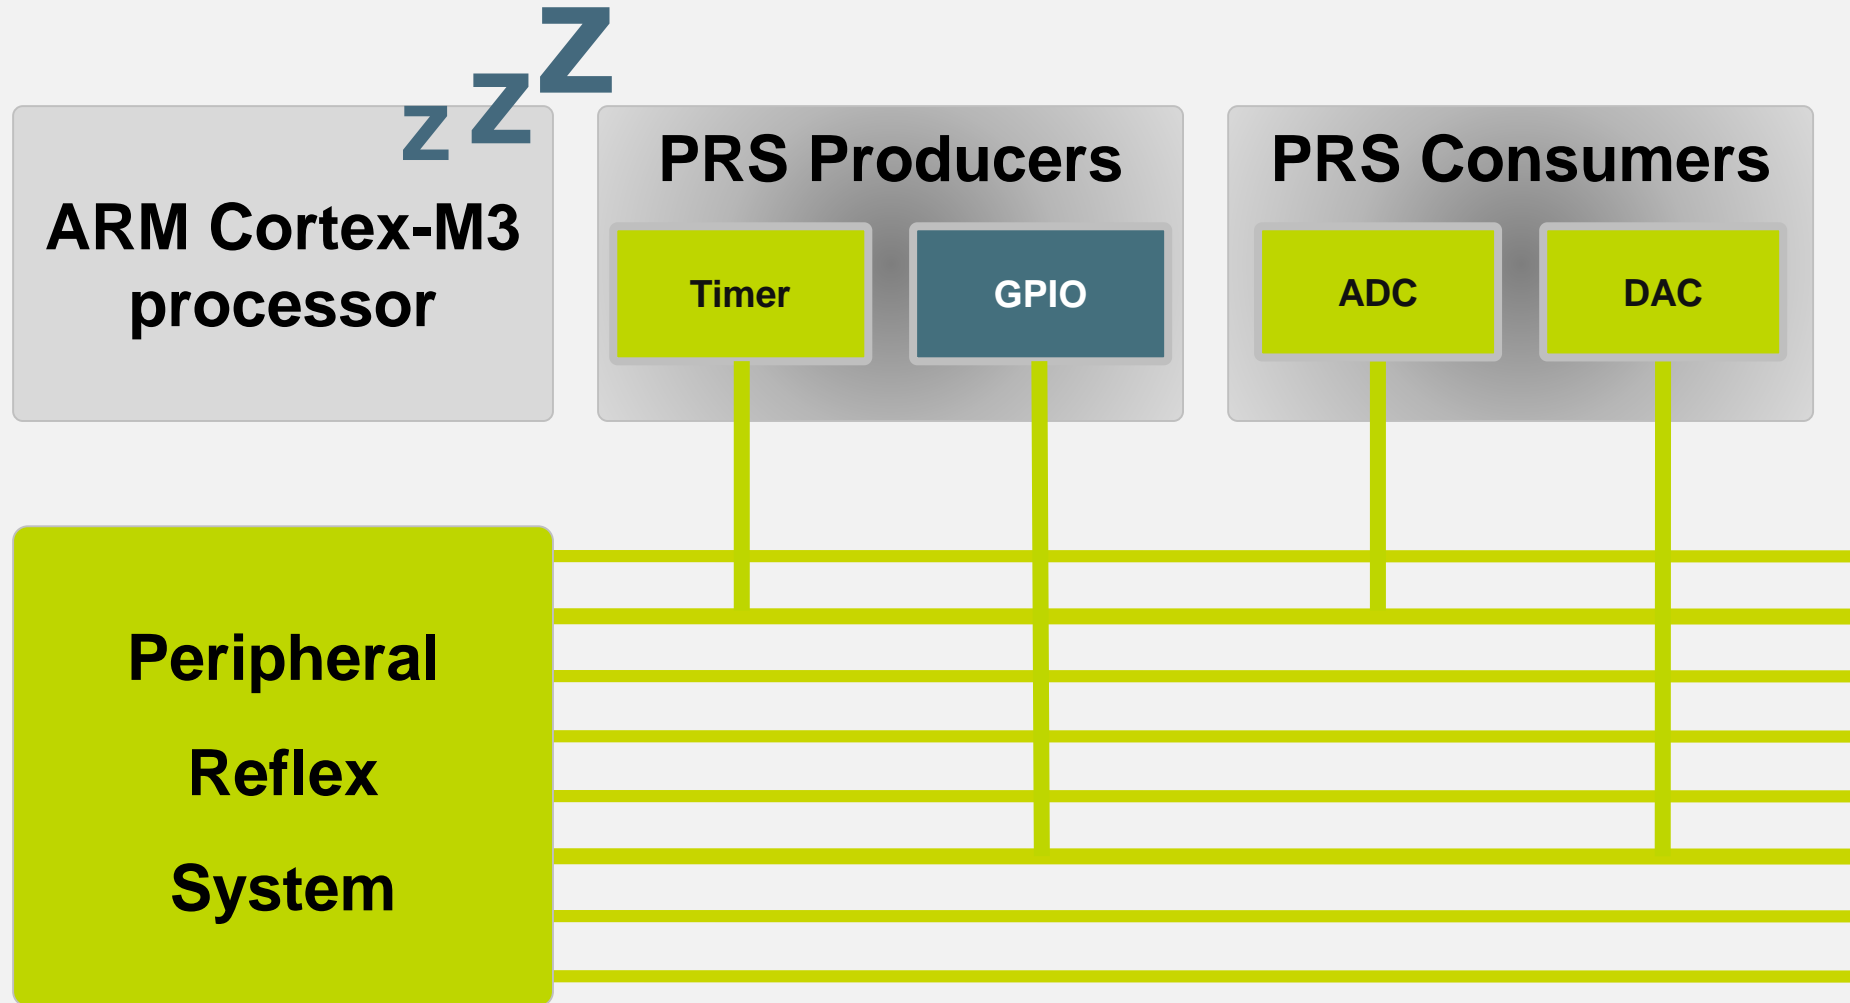 z z Z
ARM Cortex-M3
processor
PRS Producers
Timer
GPIO
PRS Consumers
ADC
DAC
Peripheral
Reflex
System